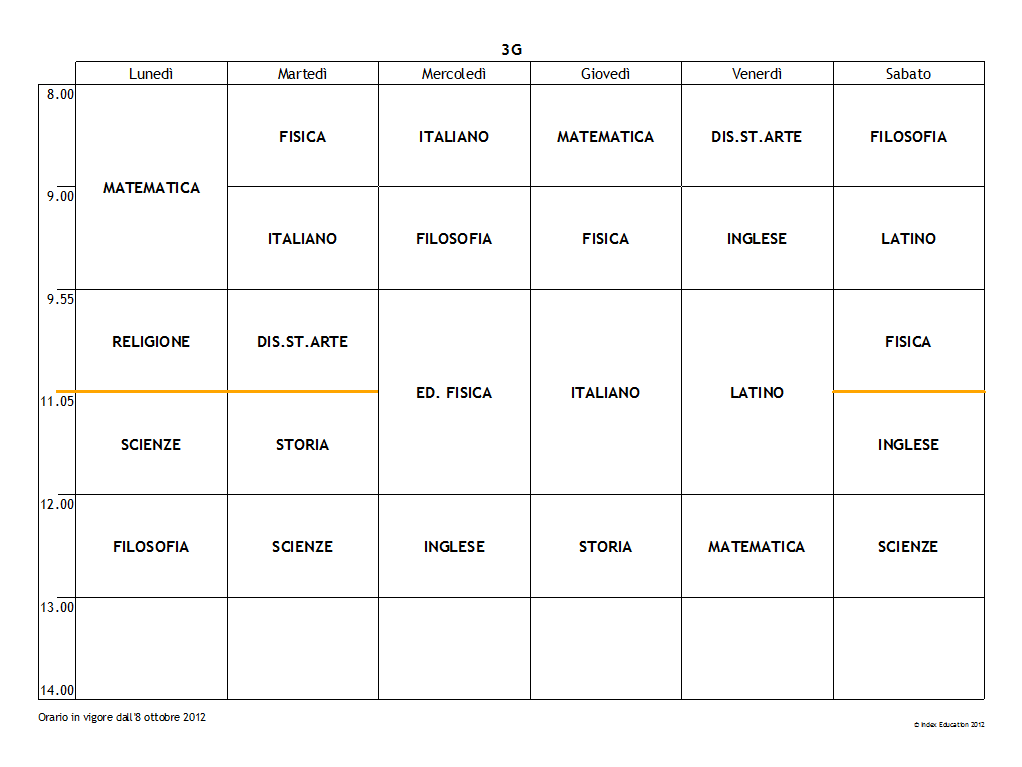 3G
Lunedì Martedì Mercoledì Giovedì Venerdì Sabato
8.00
FISICA ITALIANO MATEMATICA DIS.ST.ARTE FILOSOFIA
MATEMATICA
9.00
ITALIANO FILOSOFIA FISICA INGLESE LATINO
9.55
RELIGIONE DIS.ST.ARTE FISICA
ED. FISICA ITALIANO LATINO
11.05
SCIENZE STORIA INGLESE
12.00
FILOSOFIA SCIENZE INGLESE STORIA MATEMATICA SCIENZE
13.00
14.00
Orario in vigore dall'8 ottobre 2012
© Index Education 2012